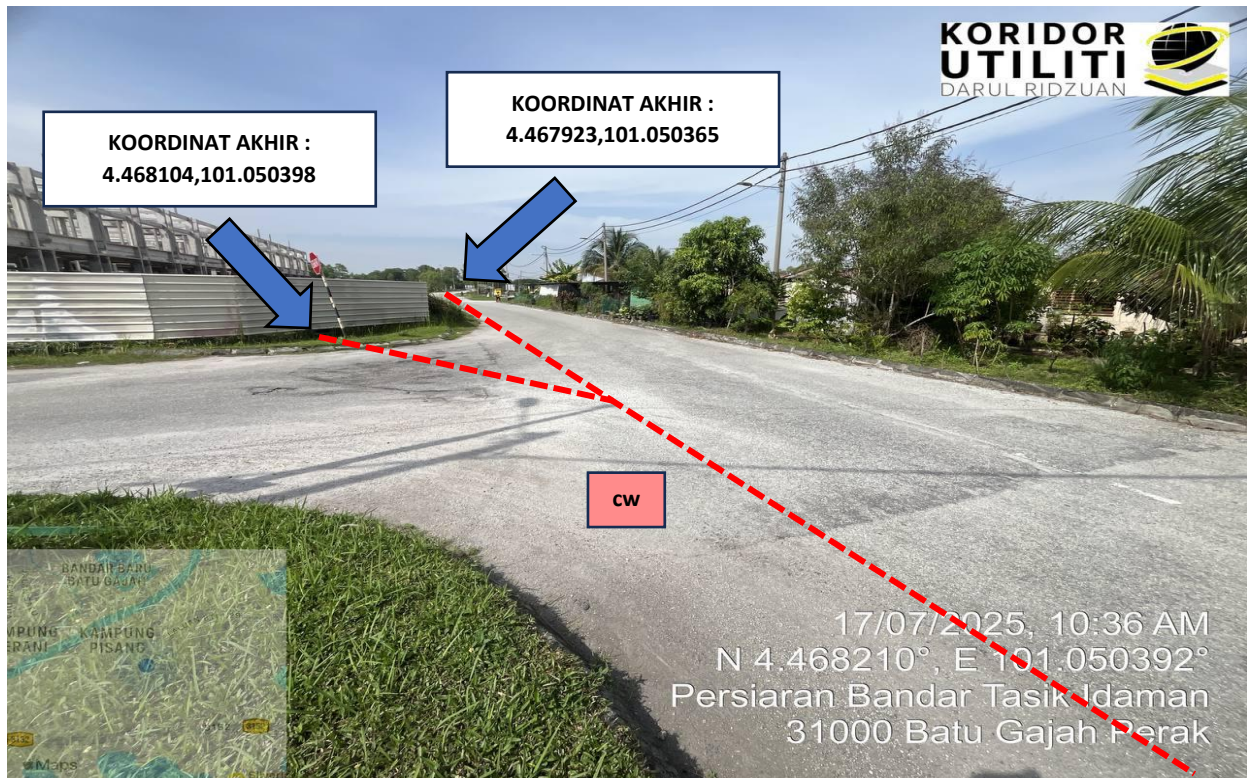 KORIDOR
UTILITI
DARUL RIDZUAN
KOORDINAT AKHIR :
4.467923,101.050365
KOORDINAT AKHIR :
4.468104,101.050398
CW
BANDAR BARU
BATU GAJAH
KAMPUNG
PISANG
17/07/2025, 10:36 AM
N 4.468210°, E 101.050392°
Persiaran Bandar Tasik Idaman
31000 Batu Gajah Perak
Maps